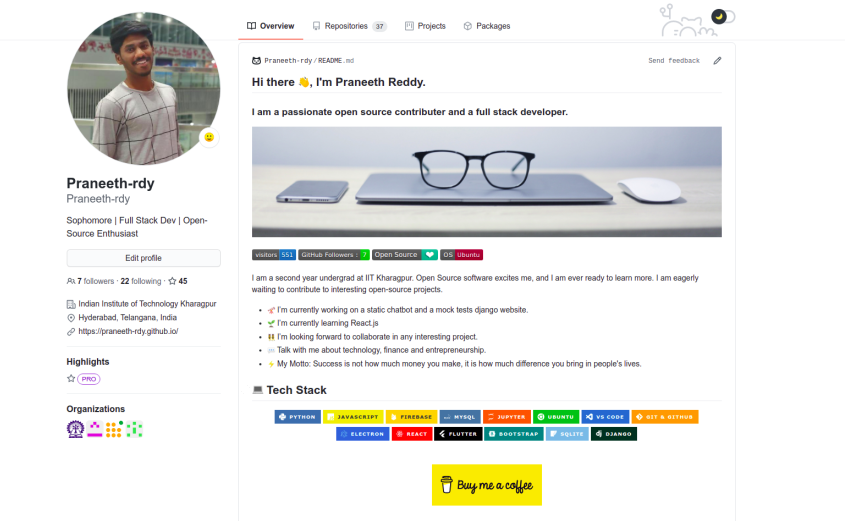 Overview
Repositories 37
Projects
Packages
Praneeth-rdy
Praneeth-rdy
Sophomore | Full Stack Dev | Open-
Source Enthusiast
Edit profile
7 followers · 22 following · 45
Indian Institute of Technology Kharagpur
Hyderabad, Telangana, India
https://praneeth-rdy.github.io/
Highlights
PRO
Organizations
Praneeth-rdy / README.md
Send feedback
Hi there 👋, I'm Praneeth Reddy.
I am a passionate open source contributer and a full stack developer.
visitors 551 GitHub Followers : 7 Open Source OS Ubuntu
I am a second year undergrad at IIT Kharagpur. Open Source software excites me, and I am ever ready to learn more. I am eagerly
waiting to contribute to interesting open-source projects.
• I'm currently working on a static chatbot and a mock tests django website.
• 🌱 I'm currently learning React.js
• 👯 I'm looking forward to collaborate in any interesting project.
• 💬 Talk with me about technology, finance and entrepreneurship.
• ⚡ My Motto: Success is not how much money you make, it is how much difference you bring in people's lives.
💻 Tech Stack
PYTHON JAVASCRIPT FIREBASE MYSQL JUPYTER UBUNTU VS CODE GIT & GITHUB
ELECTRON REACT FLUTTER BOOTSTRAP SQLITE DJANGO
Buy me a coffee